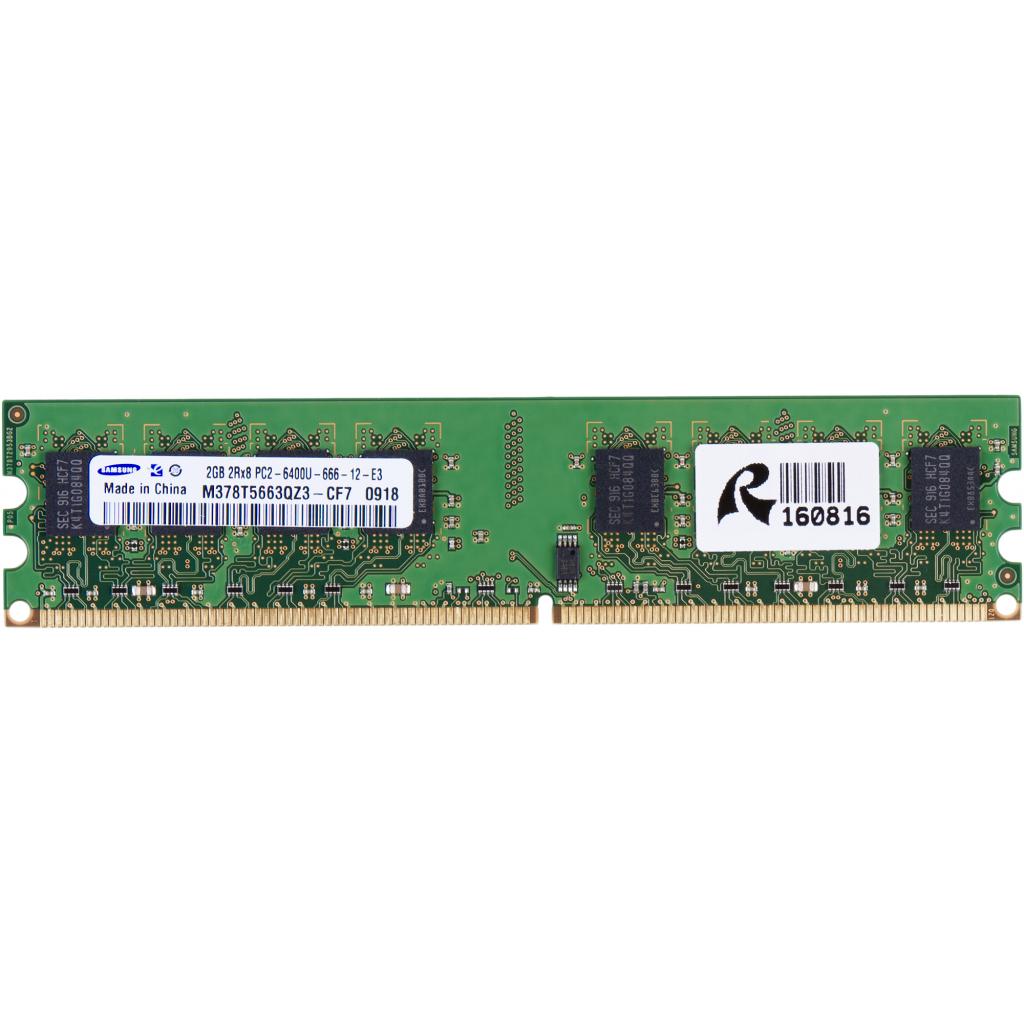 SAMSUNG
2GB 2Rx8 PC2-6400U-666-12-E3
Made in China M378T5663QZ3-CF7 0918
SEC 916 HCF7
K4T1G084QQ
SEC 916 HCF7
K4T1G084QQ
R
160816
SEC 916 HCF7
K4T1G084QQ
SAMSUNG